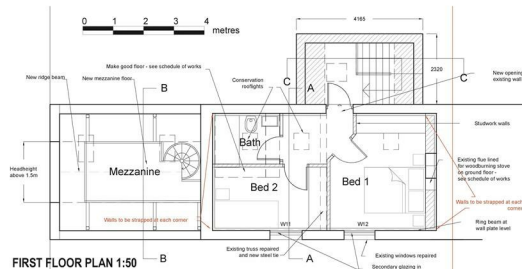 0 1 2 3 4
metres
4165
2320
Make good floor - see schedule of works
New ridge beam
New mezzanine floor
B
Conservation
rooflights
C
A
C
New opening
existing wall
Studwork walls
Bath
Mezzanine
Headheight
above 1.5m
Bed 2
Bed 1
Existing flue lined
for woodburning stove
on ground floor -
see schedule of works
Walls to be strapped at each corner
Walls to be strapped at each
corner
Ring beam at
wall plate level
W11
W12
Existing truss repaired
and new steel be
Existing windows repaired
Secondary glazing in
B
A
FIRST FLOOR PLAN 1:50